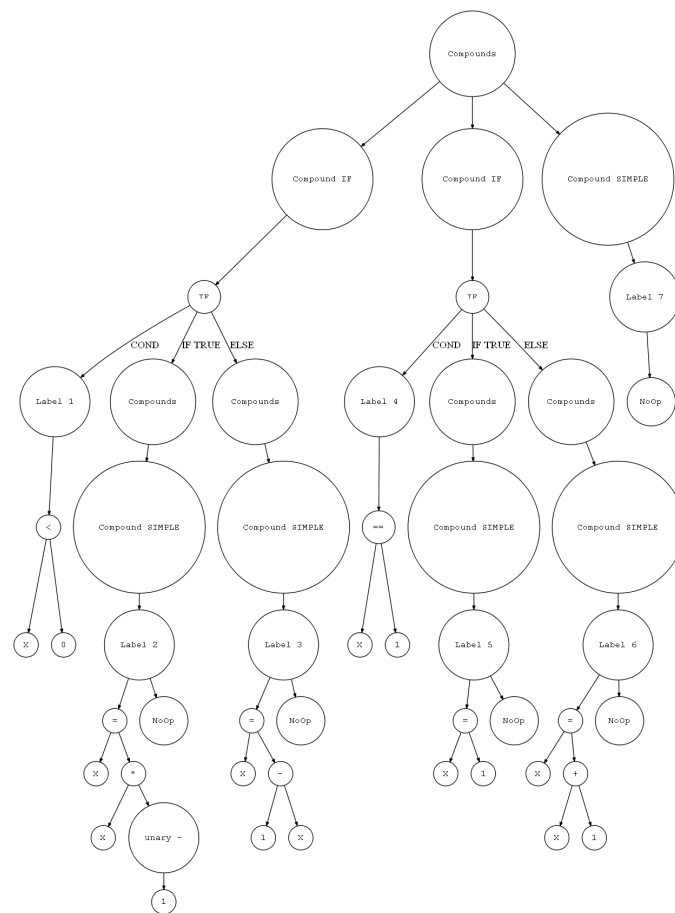 Compounds
Compound IF
Compound IF
Compound SIMPLE
IF
IF
Label 7
COND
IF TRUE
ELSE
COND
IF TRUE
ELSE
Label 1
Compounds
Compounds
Label 4
Compounds
Compounds
NoOp
<
Compound SIMPLE
Compound SIMPLE
==
Compound SIMPLE
Compound SIMPLE
X
0
Label 2
Label 3
X
1
Label 5
Label 6
=
NoOp
=
NoOp
=
NoOp
=
NoOp
X
*
X
-
X
1
X
+
X
unary -
1
X
X
1
1